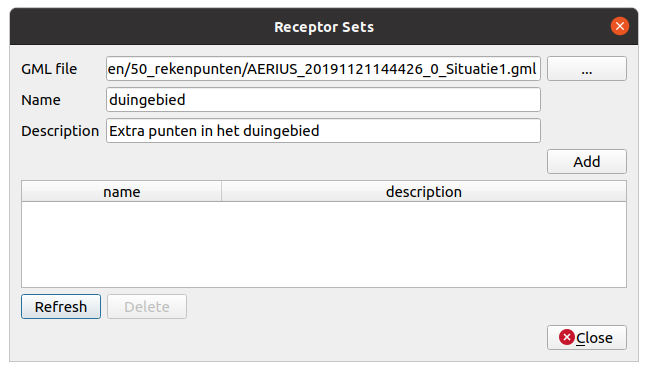 Receptor Sets
GML file en/50_rekenpunten/AERIUS_20191121144426_0_Situatie1.gml ...
Name duingebied
Description Extra punten in het duingebied
Add
name description
Refresh Delete
Close